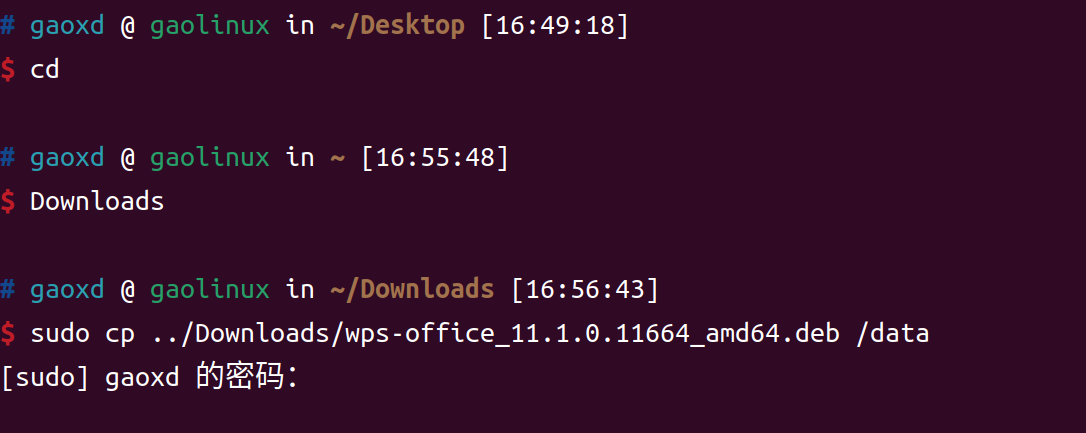 # gaoxd @ gaolinux in ~/Desktop [16:49:18]
$ cd
# gaoxd @ gaolinux in ~ [16:55:48]
$ Downloads
# gaoxd @ gaolinux in ~/Downloads [16:56:43]
$ sudo cp ../Downloads/wps-office_11.1.0.11664_amd64.deb /data
[sudo] gaoxd 的密码：